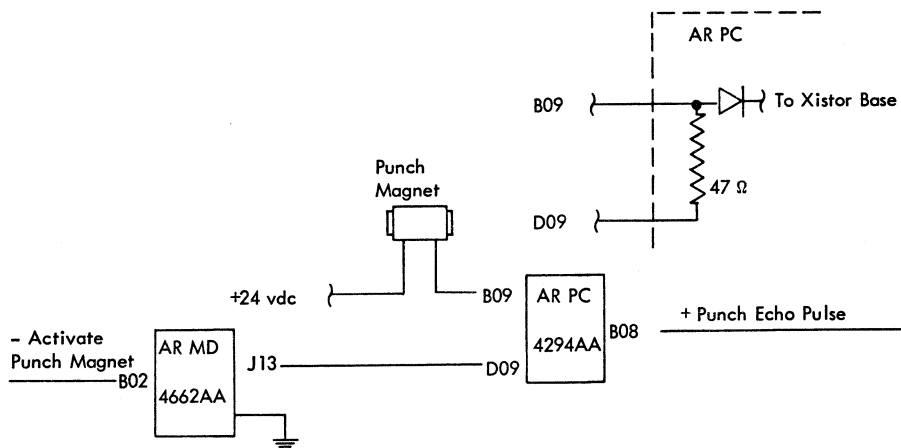 AR PC
B09
To Xistor Base
47 Ω
D09
Punch
Magnet
+24 vdc
B09
AR PC
4294AA
D09
B08
+ Punch Echo Pulse
- Activate
Punch Magnet
B02
AR MD
4662AA
J13